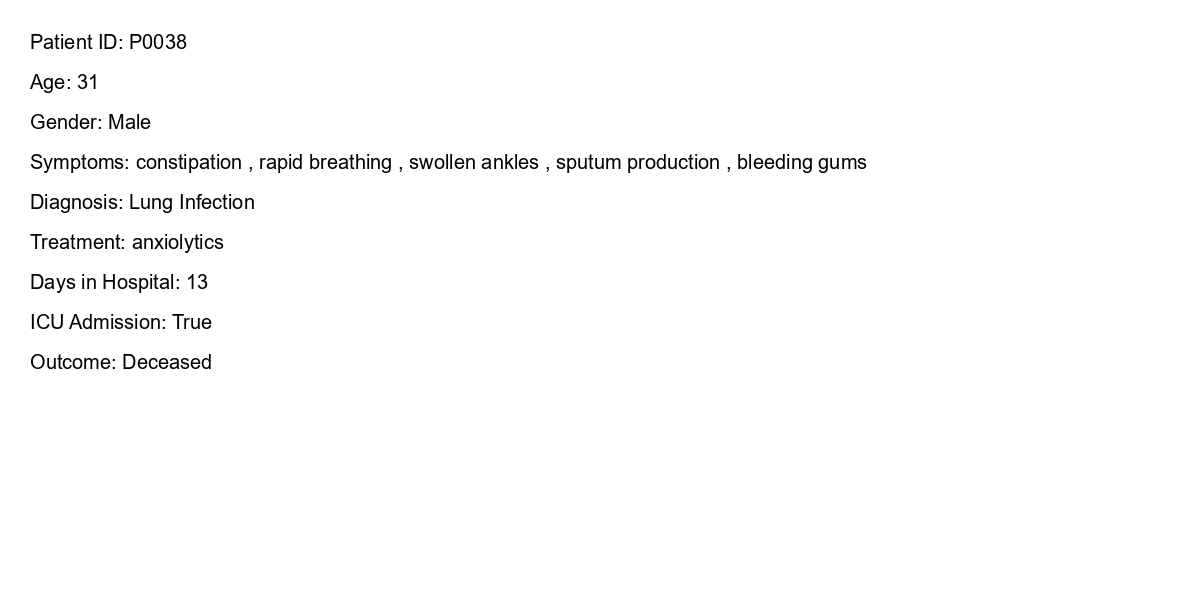 Patient ID: P0038
Age: 31
Gender: Male
Symptoms: constipation , rapid breathing , swollen ankles , sputum production , bleeding gums
Diagnosis: Lung Infection
Treatment: anxiolytics
Days in Hospital: 13
ICU Admission: True
Outcome: Deceased